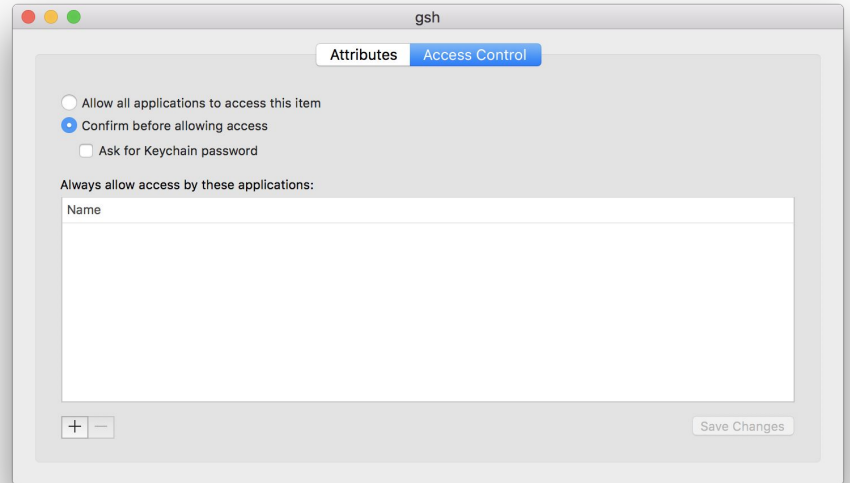 gsh
Attributes Access Control
Allow all applications to access this item
Confirm before allowing access
Ask for Keychain password
Always allow access by these applications:
Name
+ − Save Changes